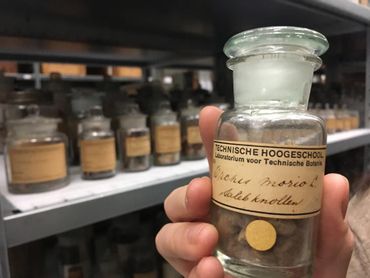 TECHNISCHE HOOGESCHOOL
Laboratorium voor Technische Botanie
Orchis morio L.
Salebknollen